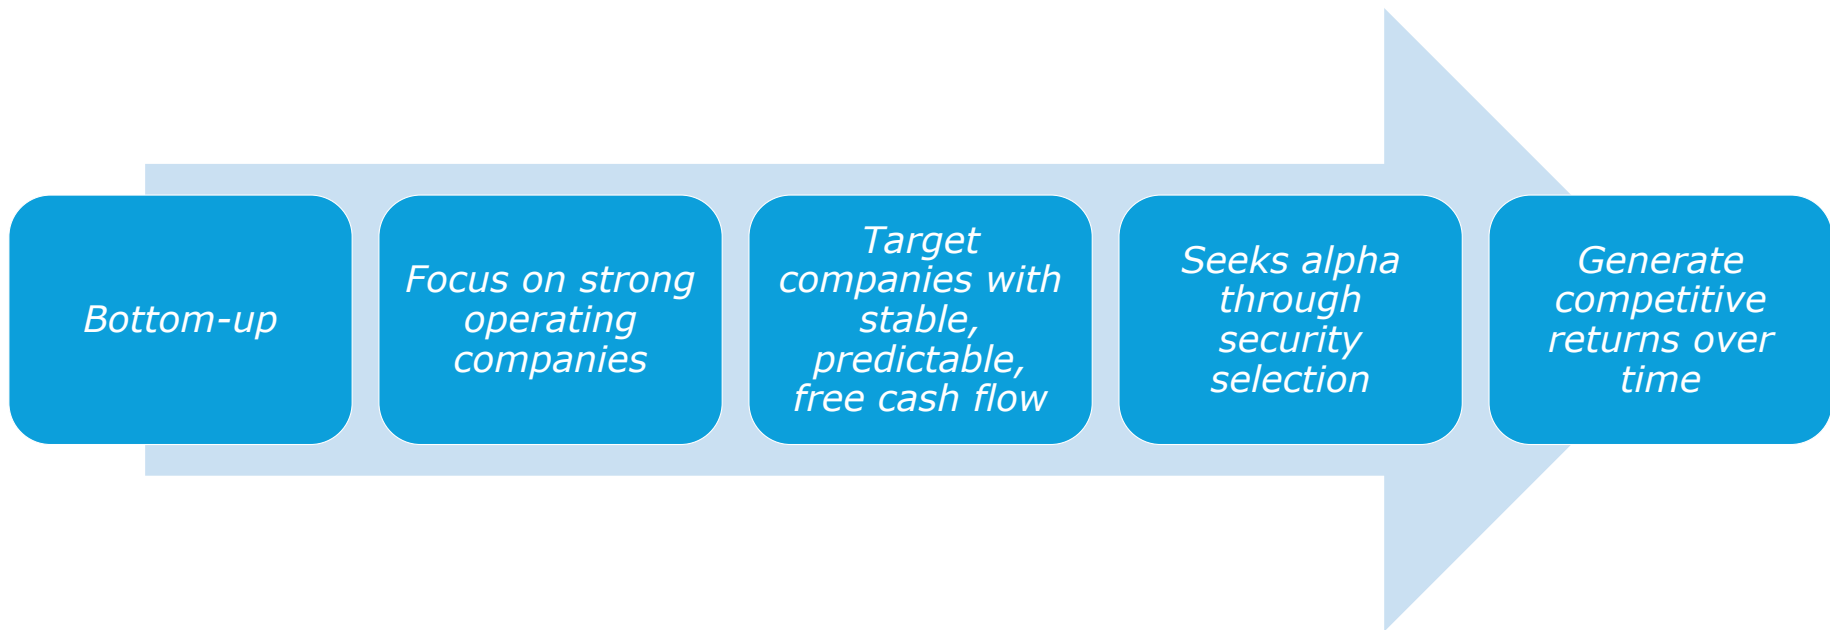 Bottom-up
Focus on strong
operating
companies
Target
companies with
stable,
predictable,
free cash flow
Seeks alpha
through
security
selection
Generate
competitive
returns over
time